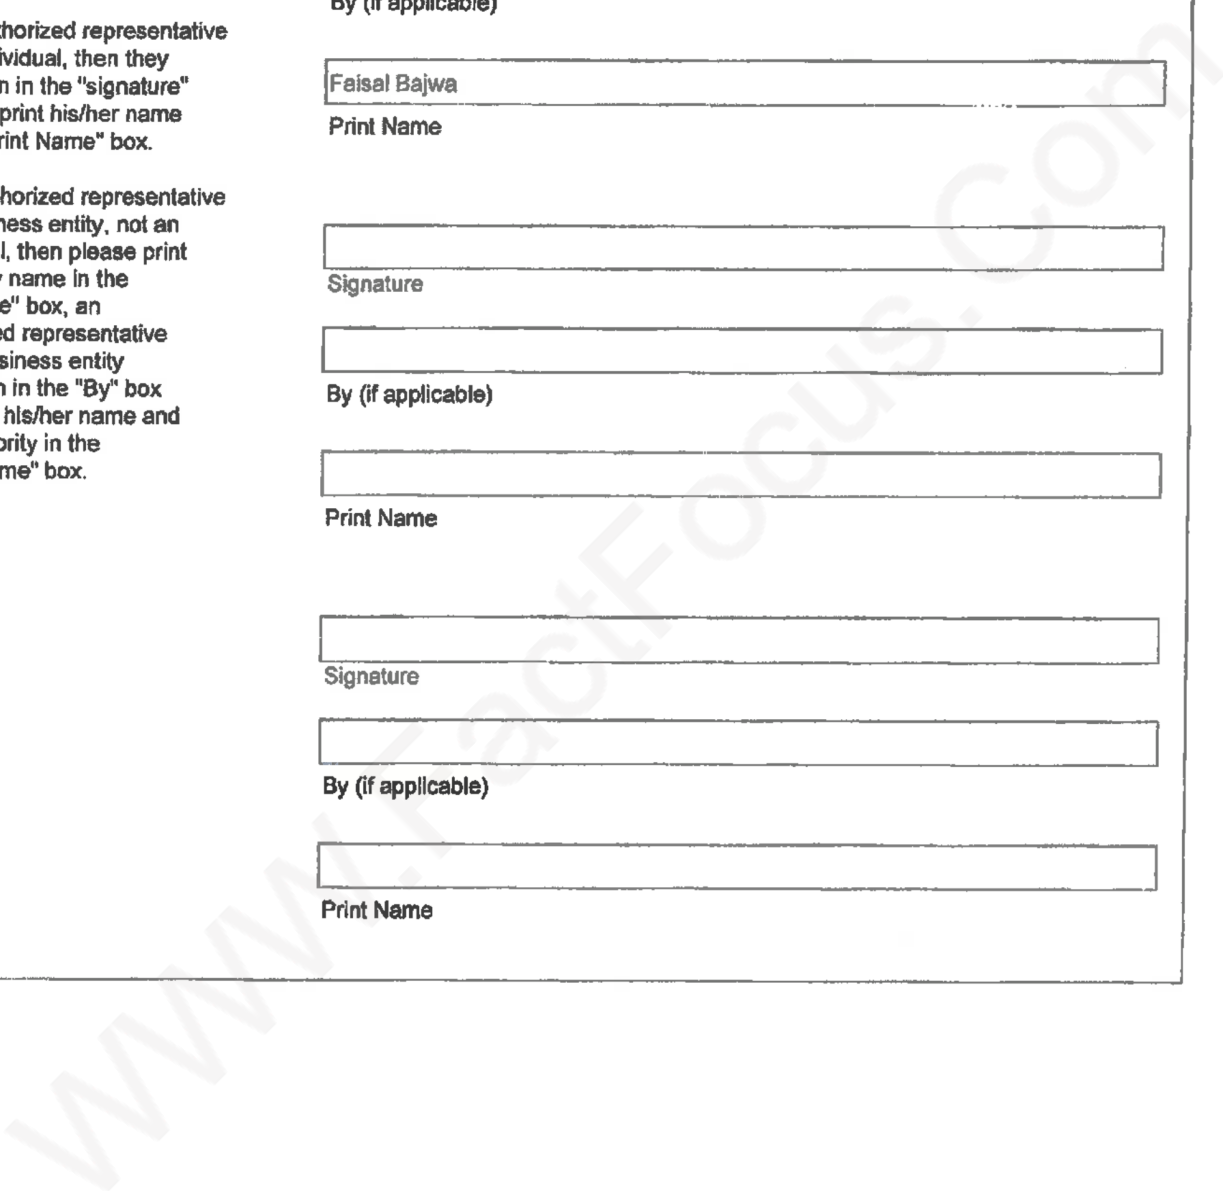 By (if applicable)
horized representative
ividual, then they
n in the "signature"
print his/her name
rint Name" box.
Faisal Bajwa
Print Name
horized representative
ness entity, not an
l, then please print
name in the
e" box, an
ed representative
siness entity
n in the "By" box
his/her name and
ority in the
me" box.
Signature
By (if applicable)
Print Name
Signature
By (if applicable)
Print Name
WWW.FactFocus.Com